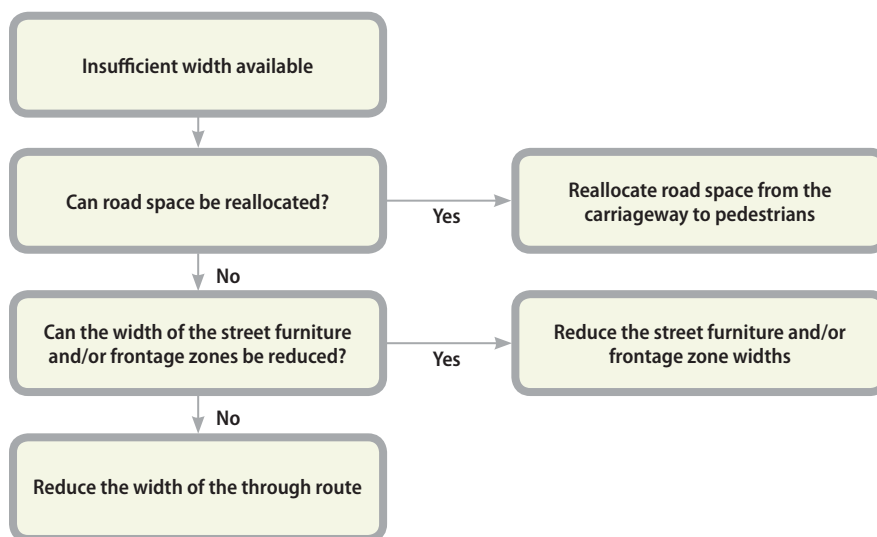 Insufficient width available
Can road space be reallocated?
Yes
Reallocate road space from the
carriageway to pedestrians
No
Can the width of the street furniture
and/or frontage zones be reduced?
Yes
Reduce the street furniture and/or
frontage zone widths
No
Reduce the width of the through route